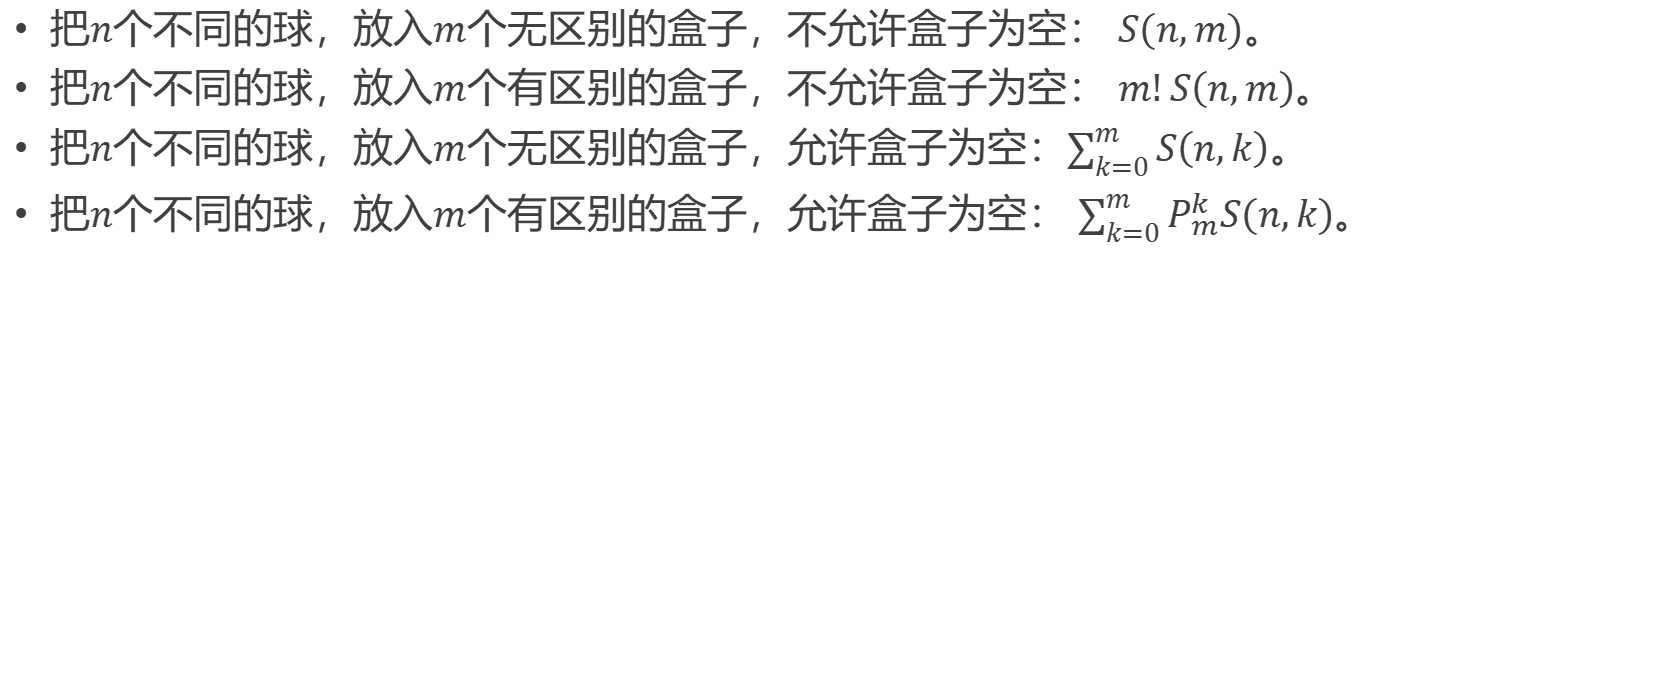 • 把n个不同的球，放入m个无区别的盒子，不允许盒子为空： S(n,m)。
• 把n个不同的球，放入m个有区别的盒子，不允许盒子为空： m! S(n,m)。
• 把n个不同的球，放入m个无区别的盒子，允许盒子为空：∑_{k=0}^{m} S(n,k)。
• 把n个不同的球，放入m个有区别的盒子，允许盒子为空： ∑_{k=0}^{m} P_m^k S(n,k)。